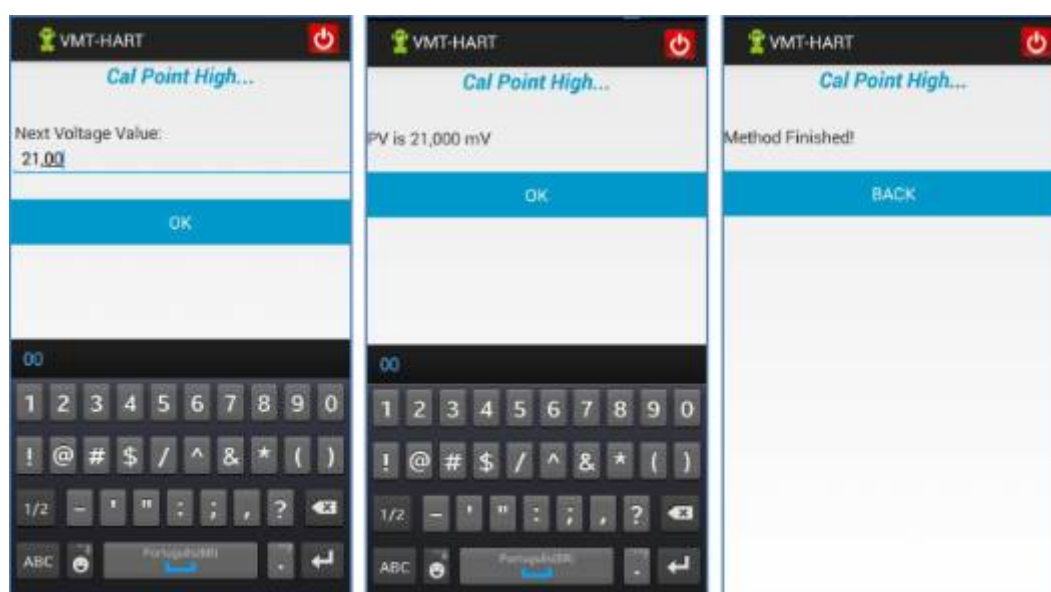 VMT-HART
Cal Point High...
Next Voltage Value:
21,00
OK
00
1 2 3 4 5 6 7 8 9 0
! @ # $ / ^ & * ( )
1/2 - ' " : ; , ? 
ABC .
VMT-HART
Cal Point High...
PV is 21,000 mV
OK
00
1 2 3 4 5 6 7 8 9 0
! @ # $ / ^ & * ( )
1/2 - ' " : ; , ?
ABC .
VMT-HART
Cal Point High...
Method Finished!
BACK